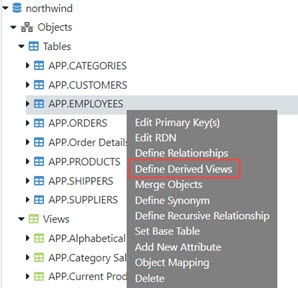 northwind
Objects
Tables
APP.CATEGORIES
APP.CUSTOMERS
APP.EMPLOYEES
APP.ORDERS
APP.Order Details
APP.PRODUCTS
APP.SHIPPERS
APP.SUPPLIERS
Views
APP.Alphabetical
APP.Category Sal
APP.Current Prod
Edit Primary Key(s)
Edit RDN
Define Relationships
Define Derived Views
Merge Objects
Define Synonym
Define Recursive Relationship
Set Base Table
Add New Attribute
Object Mapping
Delete